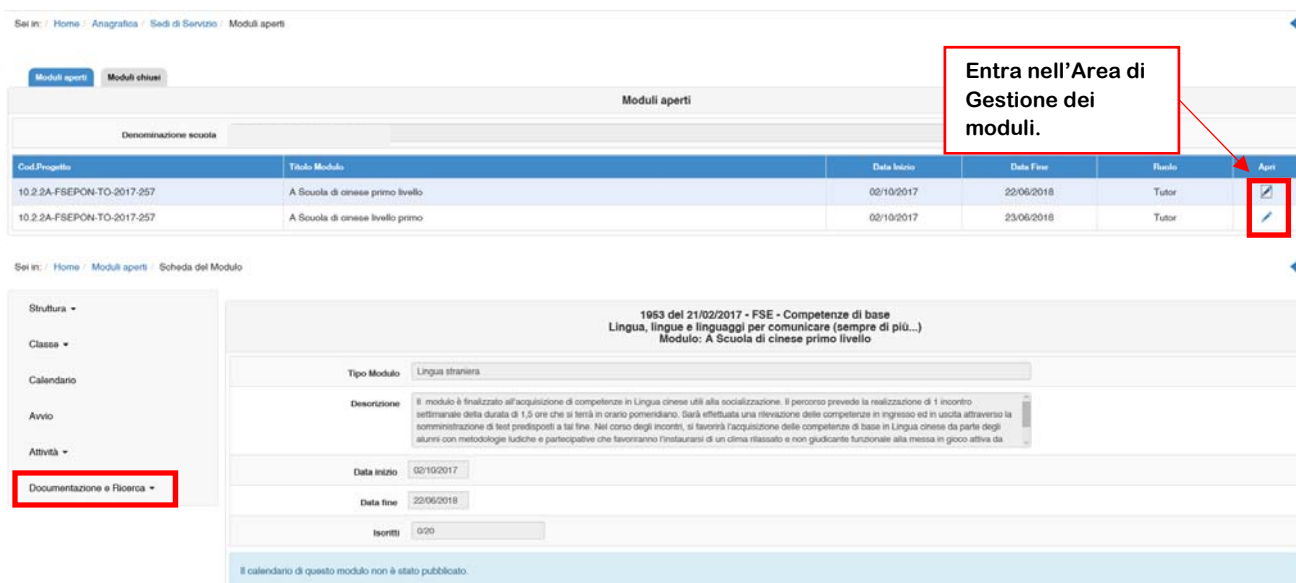 Sei in: / Home / Anagrafica / Sedi di Servizio / Moduli aperti
Entra nell'Area di
Gestione dei
moduli.
Moduli aperti Moduli chiusi
Moduli aperti
Denominazione scuola
Cod.Progetto Titolo Modulo Data Inizio Data Fine Ruolo Apri
10.2.2A-FSEPON-TO-2017-257 A Scuola di cinese primo livello 02/10/2017 22/06/2018 Tutor
10.2.2A-FSEPON-TO-2017-257 A Scuola di cinese livello primo 02/10/2017 23/06/2018 Tutor
Sei in: / Home / Moduli aperti / Scheda del Modulo
Struttura
Classe
Calendario
Avvio
Attività
Documentazione e Ricerca
1953 del 21/02/2017 - FSE - Competenze di base
Lingua, lingue e linguaggi per comunicare (sempre di più...)
Modulo: A Scuola di cinese primo livello
Tipo Modulo Lingua straniera
Descrizione Il modulo è finalizzato all'acquisizione di competenze in Lingua cinese utili alla socializzazione. Il percorso prevede la realizzazione di 1 incontro
settimanale della durata di 1,5 ore che si terrà in orario pomeridiano. Sarà effettuata una rilevazione delle competenze in ingresso ed in uscita attraverso la
somministrazione di test predisposti a tal fine. Nel corso degli incontri, si favorirà l'acquisizione delle competenze di base in Lingua cinese da parte degli
alunni con metodologie ludiche e partecipative che favoriranno l'instaurarsi di un clima rilassato e non giudicante funzionale alla messa in gioco attiva da
Data inizio 02/10/2017
Data fine 22/06/2018
Iscritti 0/20
Il calendario di questo modulo non è stato pubblicato.